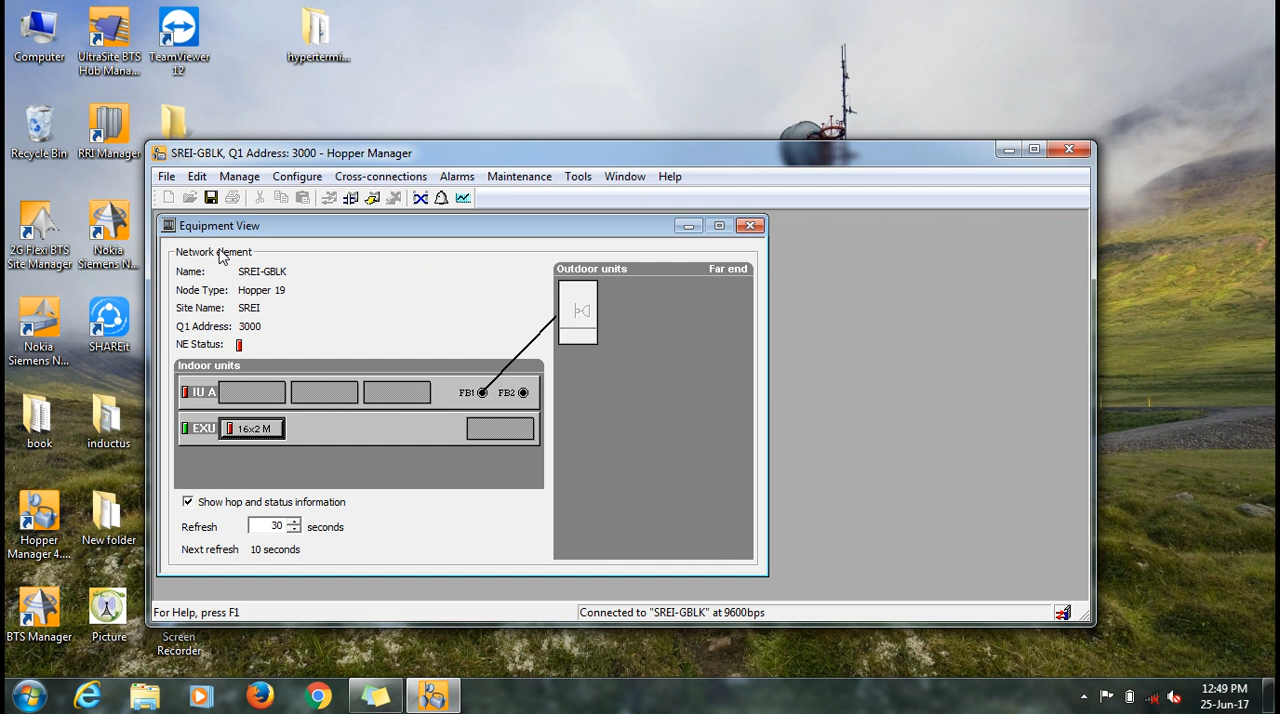 Computer
UltraSite BTS
Hub Mana...
TeamViewer
12
hypertermi...
Recycle Bin
RRI Manager
2G Flexi BTS
Site Manager
Nokia
Siemens N...
Nokia
Siemens N...
SHAREit
book
inductus
Hopper
Manager 4....
New folder
BTS Manager
Picture
Screen
Recorder
SREI-GBLK, Q1 Address: 3000 - Hopper Manager
File Edit Manage Configure Cross-connections Alarms Maintenance Tools Window Help
Equipment View
Network element
Name: SREI-GBLK
Node Type: Hopper 19
Site Name: SREI
Q1 Address: 3000
NE Status:
Indoor units
IU A FB1 FB2
EXU 16x2 M
Outdoor units Far end
Show hop and status information
Refresh 30 seconds
Next refresh 10 seconds
For Help, press F1 Connected to "SREI-GBLK" at 9600bps
12:49 PM
25-Jun-17